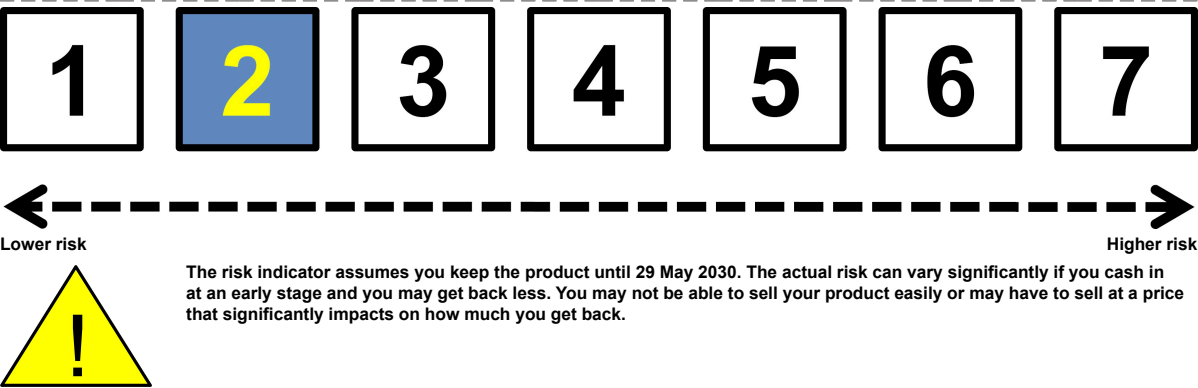 1 2 3 4 5 6 7
Lower risk Higher risk
The risk indicator assumes you keep the product until 29 May 2030. The actual risk can vary significantly if you cash in
at an early stage and you may get back less. You may not be able to sell your product easily or may have to sell at a price
that significantly impacts on how much you get back.
!